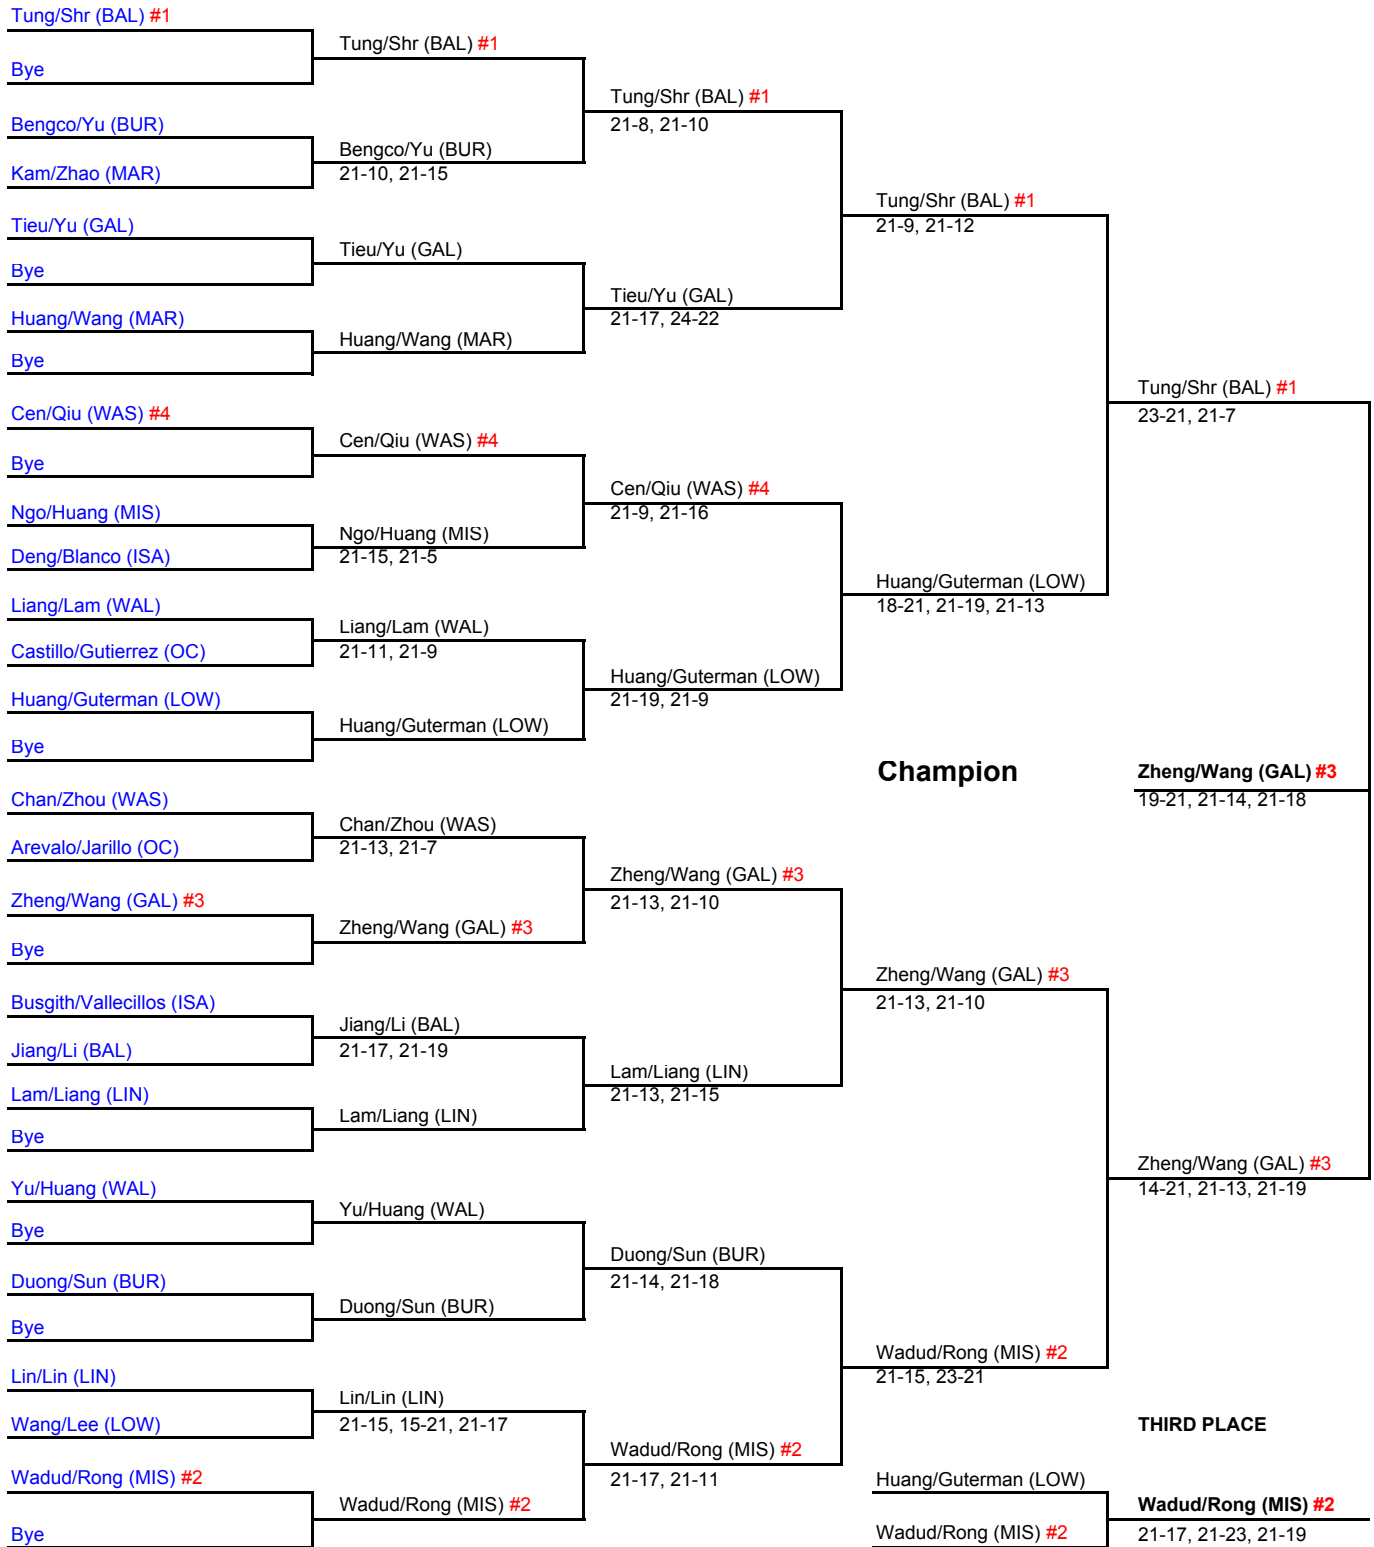 Tung/Shr (BAL) #1
Bye
Bengco/Yu (BUR)
Kam/Zhao (MAR)
Tieu/Yu (GAL)
Bye
Huang/Wang (MAR)
Bye
Cen/Qiu (WAS) #4
Bye
Ngo/Huang (MIS)
Deng/Blanco (ISA)
Liang/Lam (WAL)
Castillo/Gutierrez (OC)
Huang/Guterman (LOW)
Bye
Chan/Zhou (WAS)
Arevalo/Jarillo (OC)
Zheng/Wang (GAL) #3
Bye
Busgith/Vallecillos (ISA)
Jiang/Li (BAL)
Lam/Liang (LIN)
Bye
Yu/Huang (WAL)
Bye
Duong/Sun (BUR)
Bye
Lin/Lin (LIN)
Wang/Lee (LOW)
Wadud/Rong (MIS) #2
Bye
Tung/Shr (BAL) #1
Bengco/Yu (BUR)
21-10, 21-15
Tieu/Yu (GAL)
Huang/Wang (MAR)
Cen/Qiu (WAS) #4
Ngo/Huang (MIS)
21-15, 21-5
Liang/Lam (WAL)
21-11, 21-9
Huang/Guterman (LOW)
Chan/Zhou (WAS)
21-13, 21-7
Zheng/Wang (GAL) #3
Jiang/Li (BAL)
21-17, 21-19
Lam/Liang (LIN)
Yu/Huang (WAL)
Duong/Sun (BUR)
Lin/Lin (LIN)
21-15, 15-21, 21-17
Wadud/Rong (MIS) #2
Tung/Shr (BAL) #1
21-8, 21-10
Tieu/Yu (GAL)
21-17, 24-22
Cen/Qiu (WAS) #4
21-9, 21-16
Huang/Guterman (LOW)
21-19, 21-9
Zheng/Wang (GAL) #3
21-13, 21-10
Lam/Liang (LIN)
21-13, 21-15
Duong/Sun (BUR)
21-14, 21-18
Wadud/Rong (MIS) #2
21-17, 21-11
Tung/Shr (BAL) #1
21-9, 21-12
Huang/Guterman (LOW)
18-21, 21-19, 21-13
Zheng/Wang (GAL) #3
21-13, 21-10
Wadud/Rong (MIS) #2
21-15, 23-21
Tung/Shr (BAL) #1
23-21, 21-7
Zheng/Wang (GAL) #3
14-21, 21-13, 21-19
Champion
Zheng/Wang (GAL) #3
19-21, 21-14, 21-18
THIRD PLACE
Huang/Guterman (LOW)
Wadud/Rong (MIS) #2
Wadud/Rong (MIS) #2
21-17, 21-23, 21-19